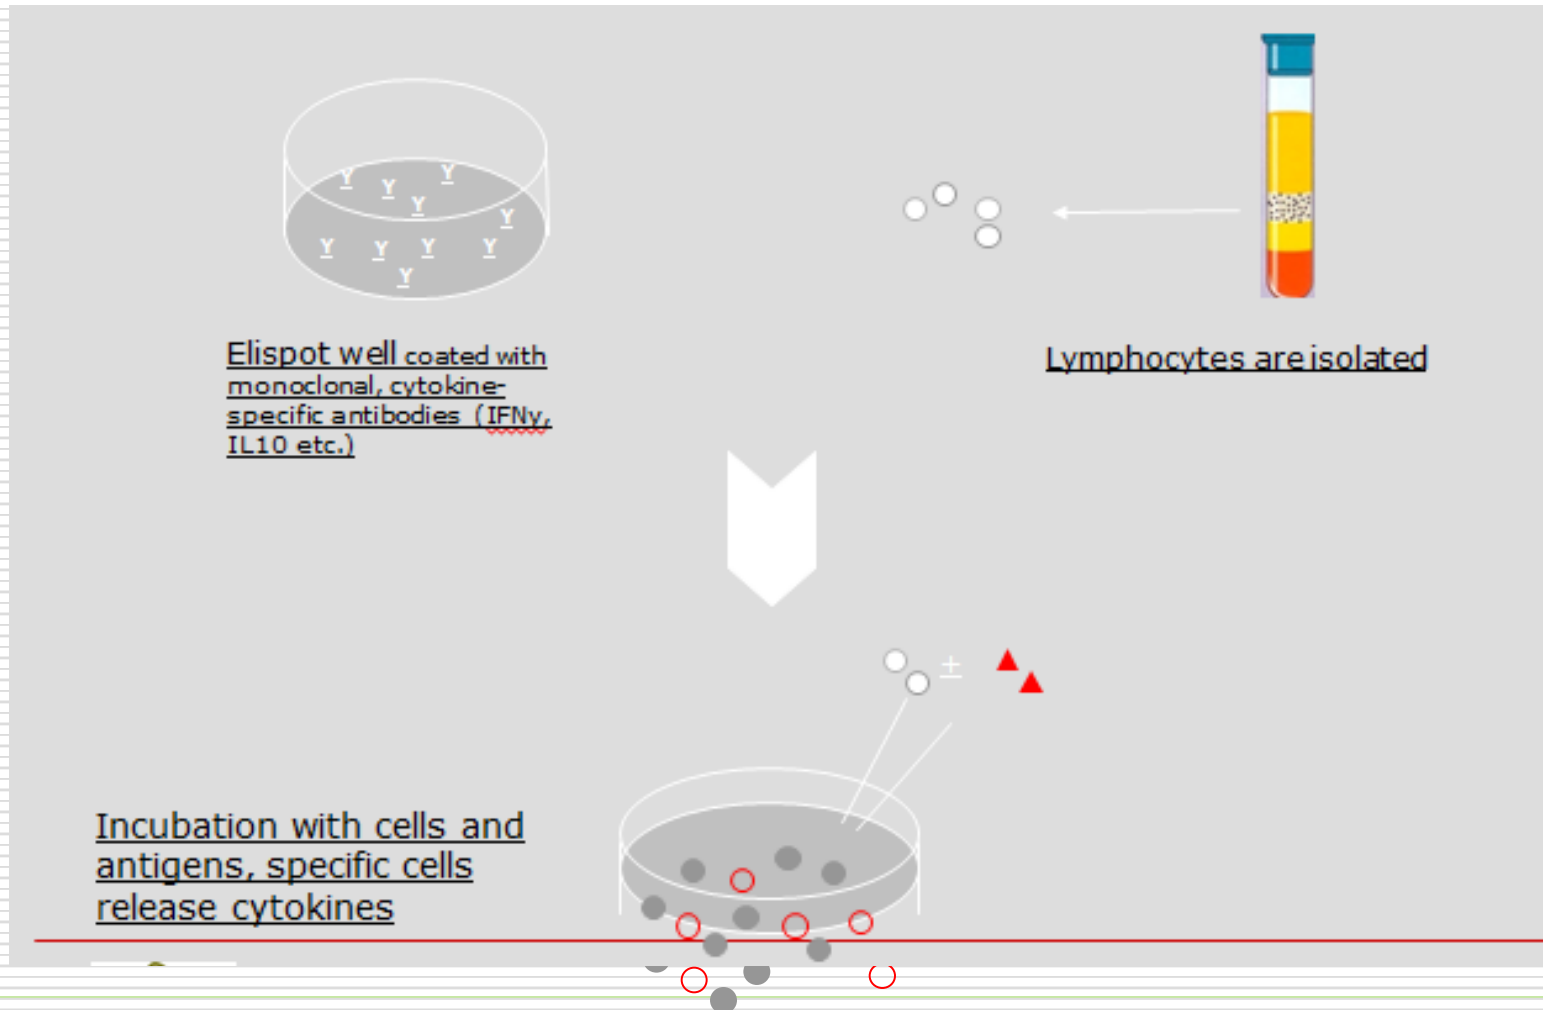 Y
Y
Y
Y
Y
Y
Y
Y
Y
Y
Elispot well coated with
monoclonal, cytokine-
specific antibodies (IFNy,
IL10 etc.)
Lymphocytes are isolated
±
Incubation with cells and
antigens, specific cells
release cytokines